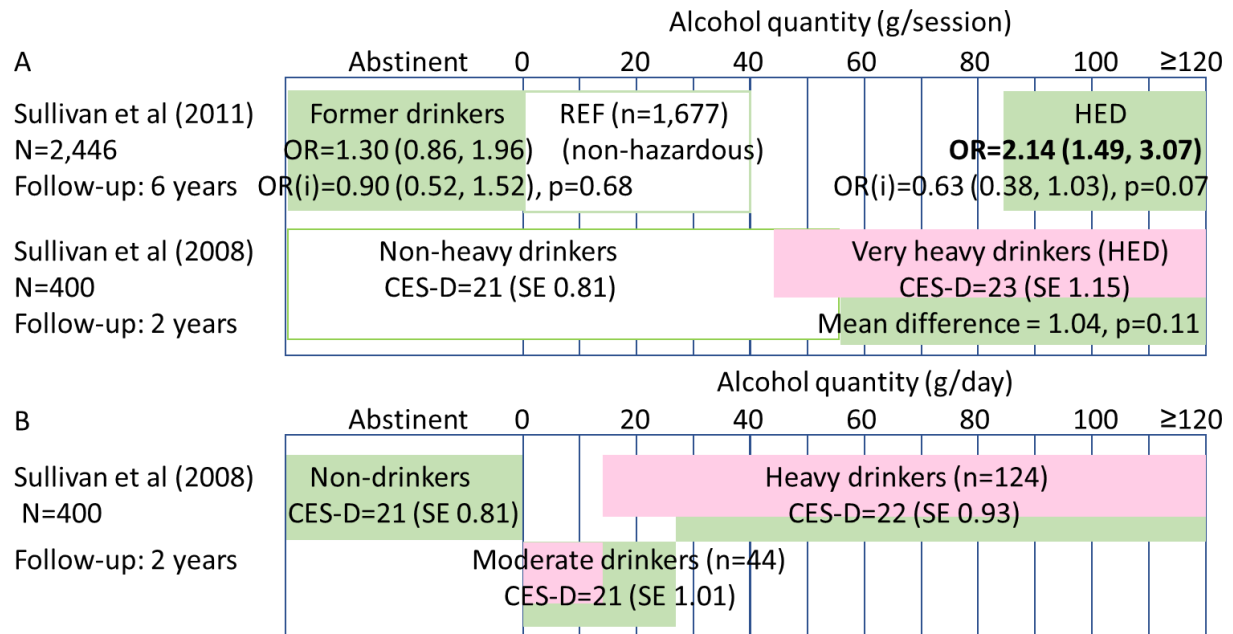 Alcohol quantity (g/session)
A Abstinent 0 20 40 60 80 100 ≥120
Sullivan et al (2011) Former drinkers REF (n=1,677) HED
N=2,446 OR=1.30 (0.86, 1.96) (non-hazardous) OR=2.14 (1.49, 3.07)
Follow-up: 6 years OR(i)=0.90 (0.52, 1.52), p=0.68 OR(i)=0.63 (0.38, 1.03), p=0.07
Sullivan et al (2008) Non-heavy drinkers Very heavy drinkers (HED)
N=400 CES-D=21 (SE 0.81) CES-D=23 (SE 1.15)
Follow-up: 2 years Mean difference = 1.04, p=0.11
Alcohol quantity (g/day)
B Abstinent 0 20 40 60 80 100 ≥120
Sullivan et al (2008) Non-drinkers Heavy drinkers (n=124)
N=400 CES-D=21 (SE 0.81) CES-D=22 (SE 0.93)
Follow-up: 2 years Moderate drinkers (n=44)
CES-D=21 (SE 1.01)